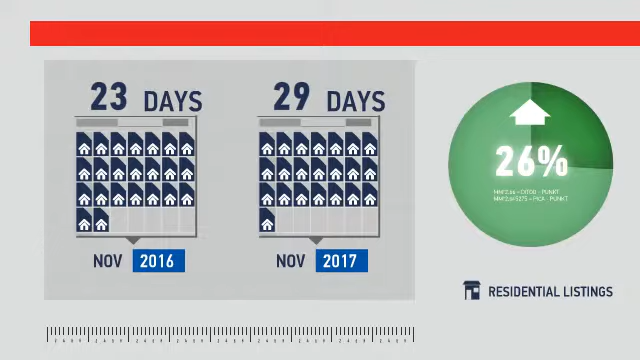 23 DAYS
29 DAYS
26%
NOV 2016
NOV 2017
RESIDENTIAL LISTINGS